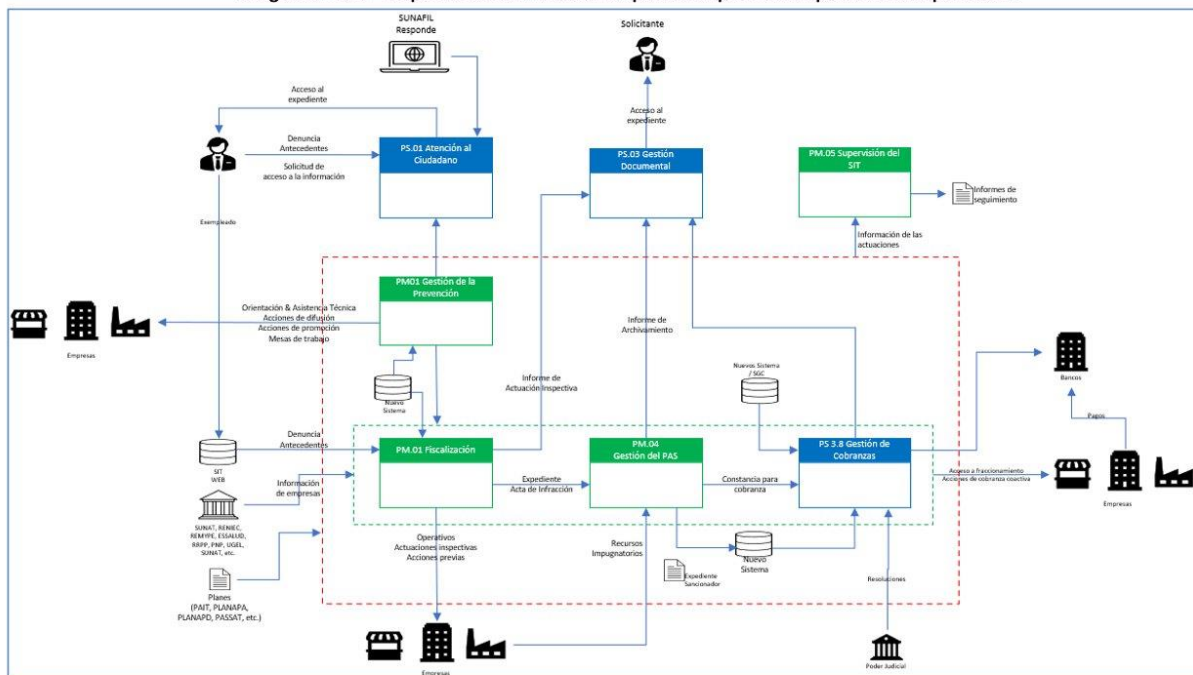 SUNAFIL
Responde
Solicitante
Acceso al
expediente
Acceso al
expediente
Denuncia
Antecedentes
Solicitud de
acceso a la información
PS.01 Atención al
Ciudadano
PS.03 Gestión
Documental
PM.05 Supervisión del
SIT
Informes de
seguimiento
Exempleado
Información de las
actuaciones
PM01 Gestión de la
Prevención
Orientación & Asistencia Técnica
Acciones de difusión
Acciones de promoción
Mesas de trabajo
Empresas
Informe de
Archivamiento
Nuevo
Sistema
Informe de
Actuación Inspectiva
Nuevos Sistema
/ SGC
Bancos
Pagos
Denuncia
Antecedentes
SIT
WEB
PM.01 Fiscalización
PM.04
Gestión del PAS
PS 3.8 Gestión de
Cobranzas
Información
de empresas
Expediente
Acta de Infracción
Constancia para
cobranza
Acceso a fraccionamiento
Acciones de cobranza coactiva
Empresas
SUNAT, RENIEC,
REMYPE, ESSALUD,
RRPP, PNP, UGEL,
SUNAT, etc.
Operativos
Actuaciones inspectivas
Acciones previas
Recursos
Impugnatorios
Nuevo
Sistema
Expediente
Sancionador
Resoluciones
Planes
(PAIT, PLANAPA,
PLANAPD, PASSAT, etc.)
Empresas
Poder Judicial